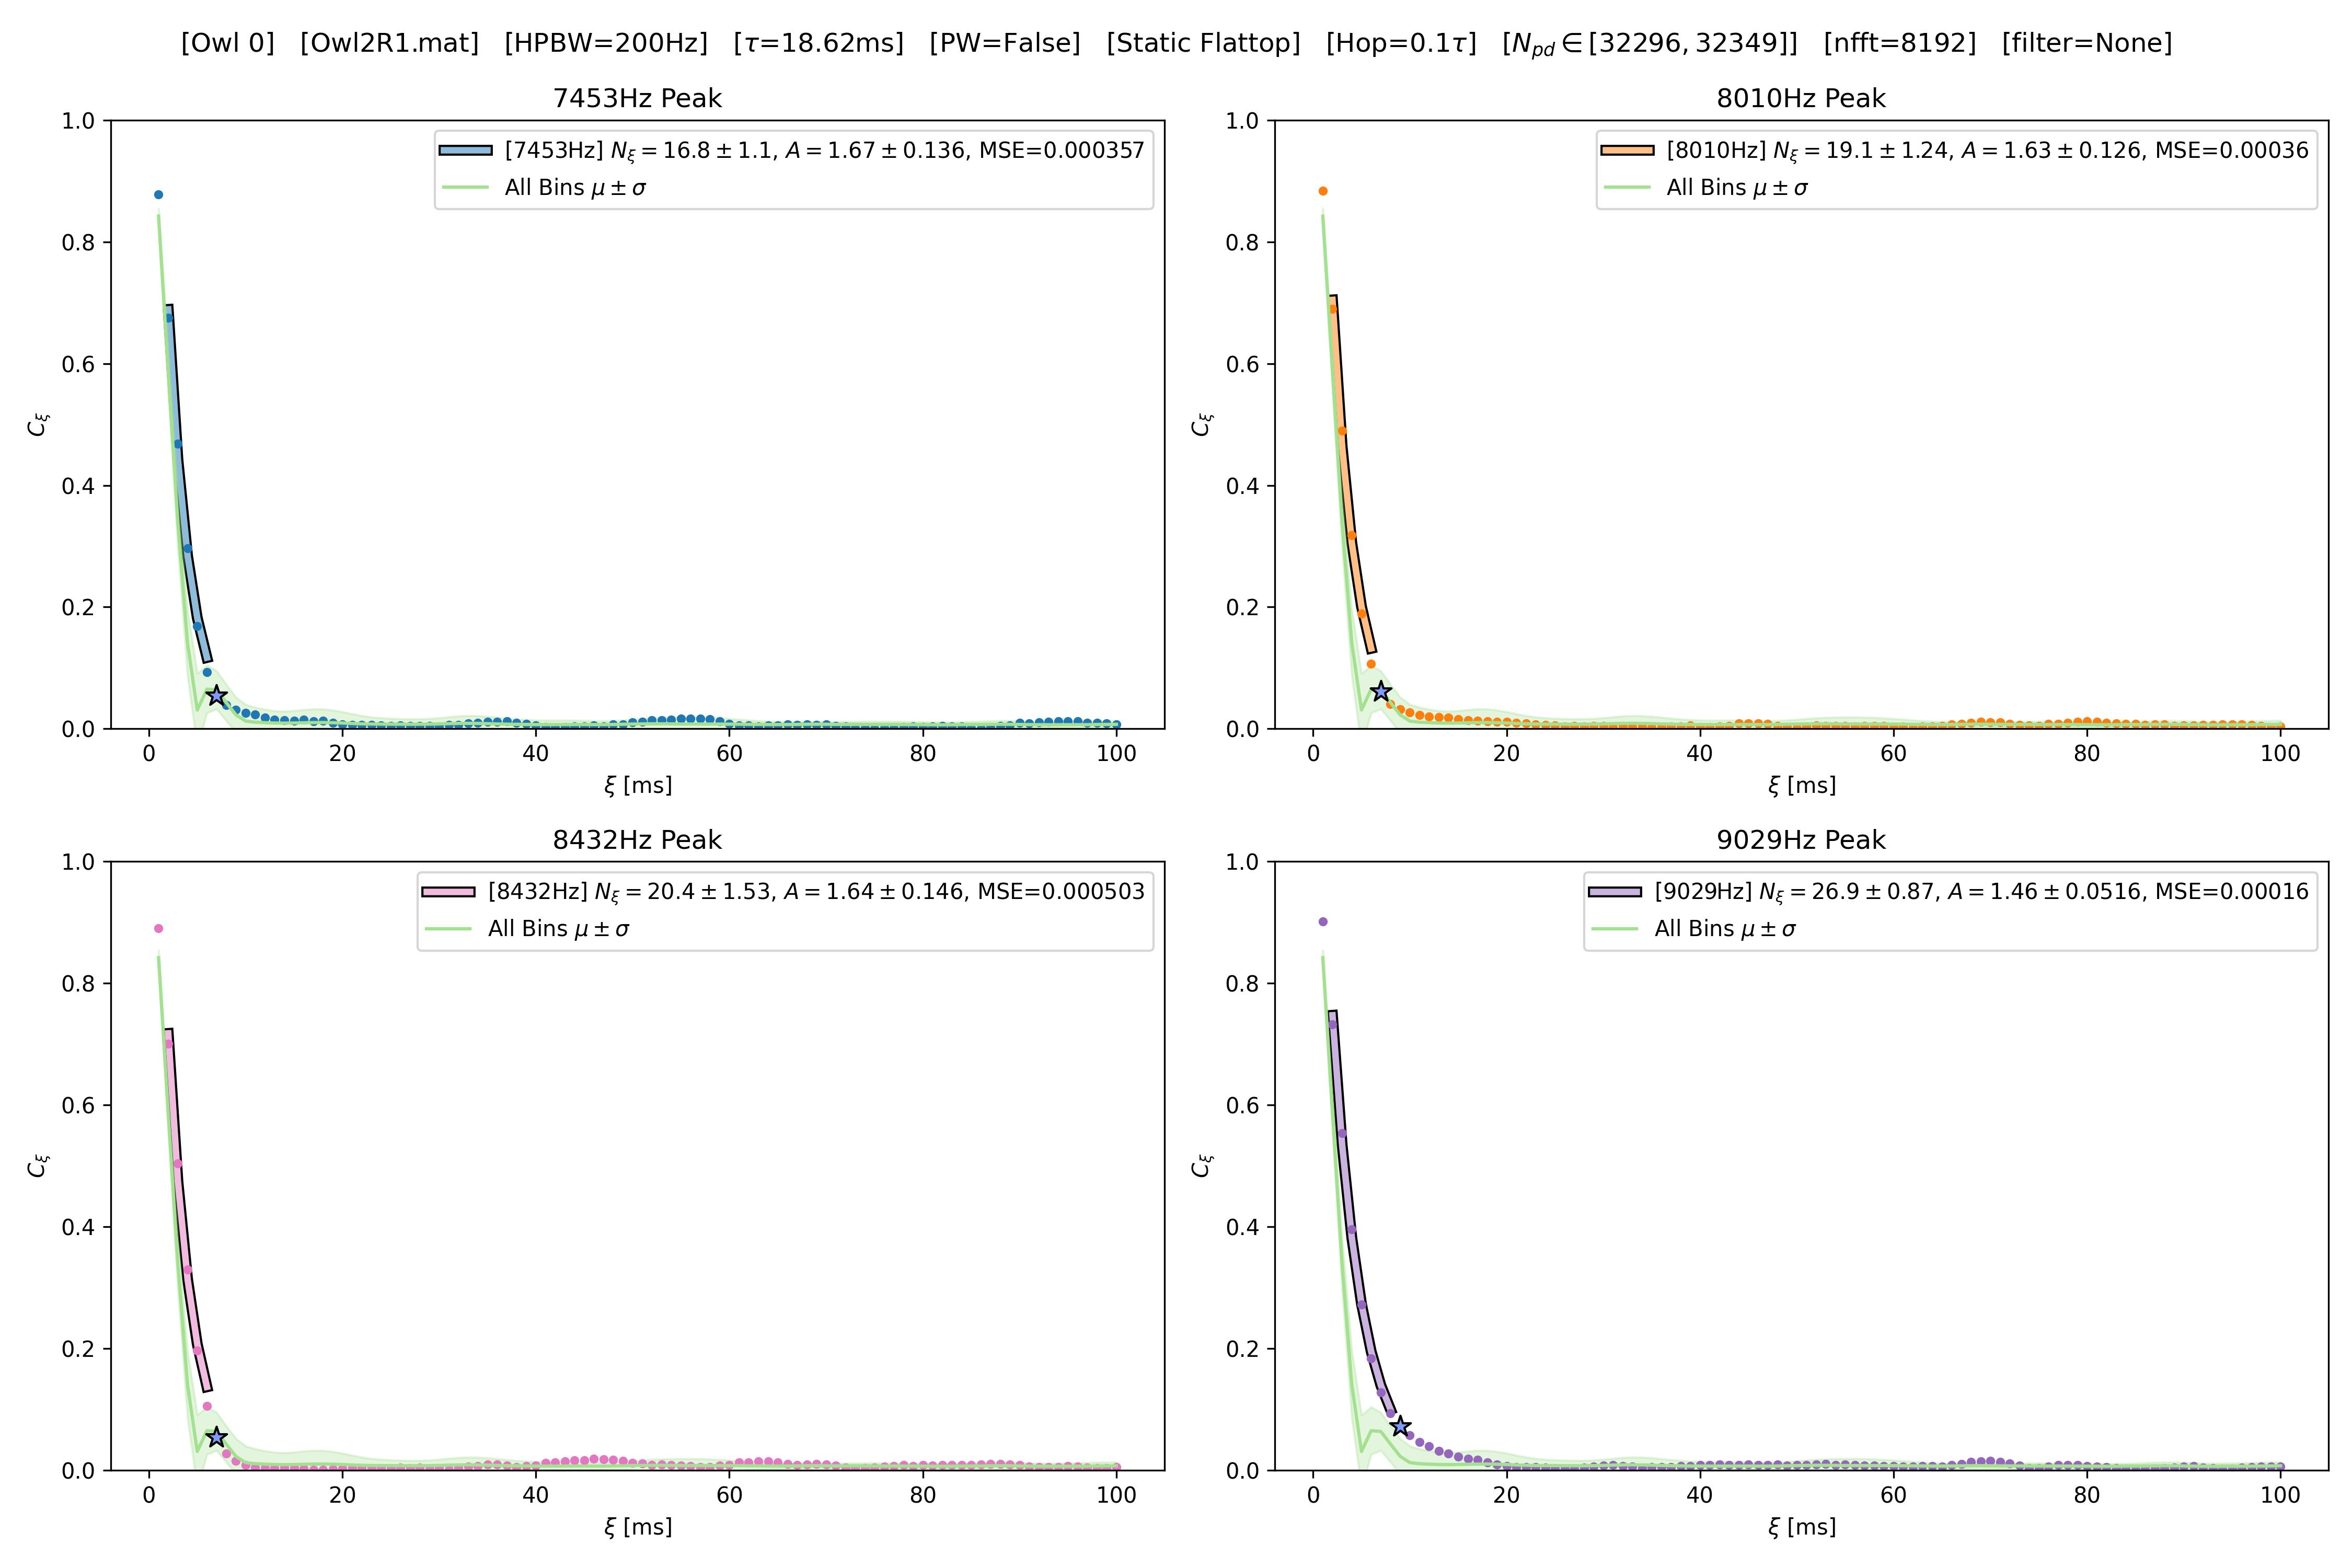 [Owl 0] [Owl2R1.mat] [HPBW=200Hz] [τ=18.62ms] [PW=False] [Static Flattop] [Hop=0.1τ] [N_pd ∈ [32296, 32349]] [nfft=8192] [filter=None]
7453Hz Peak
[7453Hz] N_ξ = 16.8 ± 1.1, A = 1.67 ± 0.136, MSE=0.000357
All Bins μ ± σ
1.0
0.8
0.6
0.4
0.2
0.0
C_ξ
0 20 40 60 80 100
ξ [ms]
8010Hz Peak
[8010Hz] N_ξ = 19.1 ± 1.24, A = 1.63 ± 0.126, MSE=0.00036
All Bins μ ± σ
1.0
0.8
0.6
0.4
0.2
0.0
C_ξ
0 20 40 60 80 100
ξ [ms]
8432Hz Peak
[8432Hz] N_ξ = 20.4 ± 1.53, A = 1.64 ± 0.146, MSE=0.000503
All Bins μ ± σ
1.0
0.8
0.6
0.4
0.2
0.0
C_ξ
0 20 40 60 80 100
ξ [ms]
9029Hz Peak
[9029Hz] N_ξ = 26.9 ± 0.87, A = 1.46 ± 0.0516, MSE=0.00016
All Bins μ ± σ
1.0
0.8
0.6
0.4
0.2
0.0
C_ξ
0 20 40 60 80 100
ξ [ms]